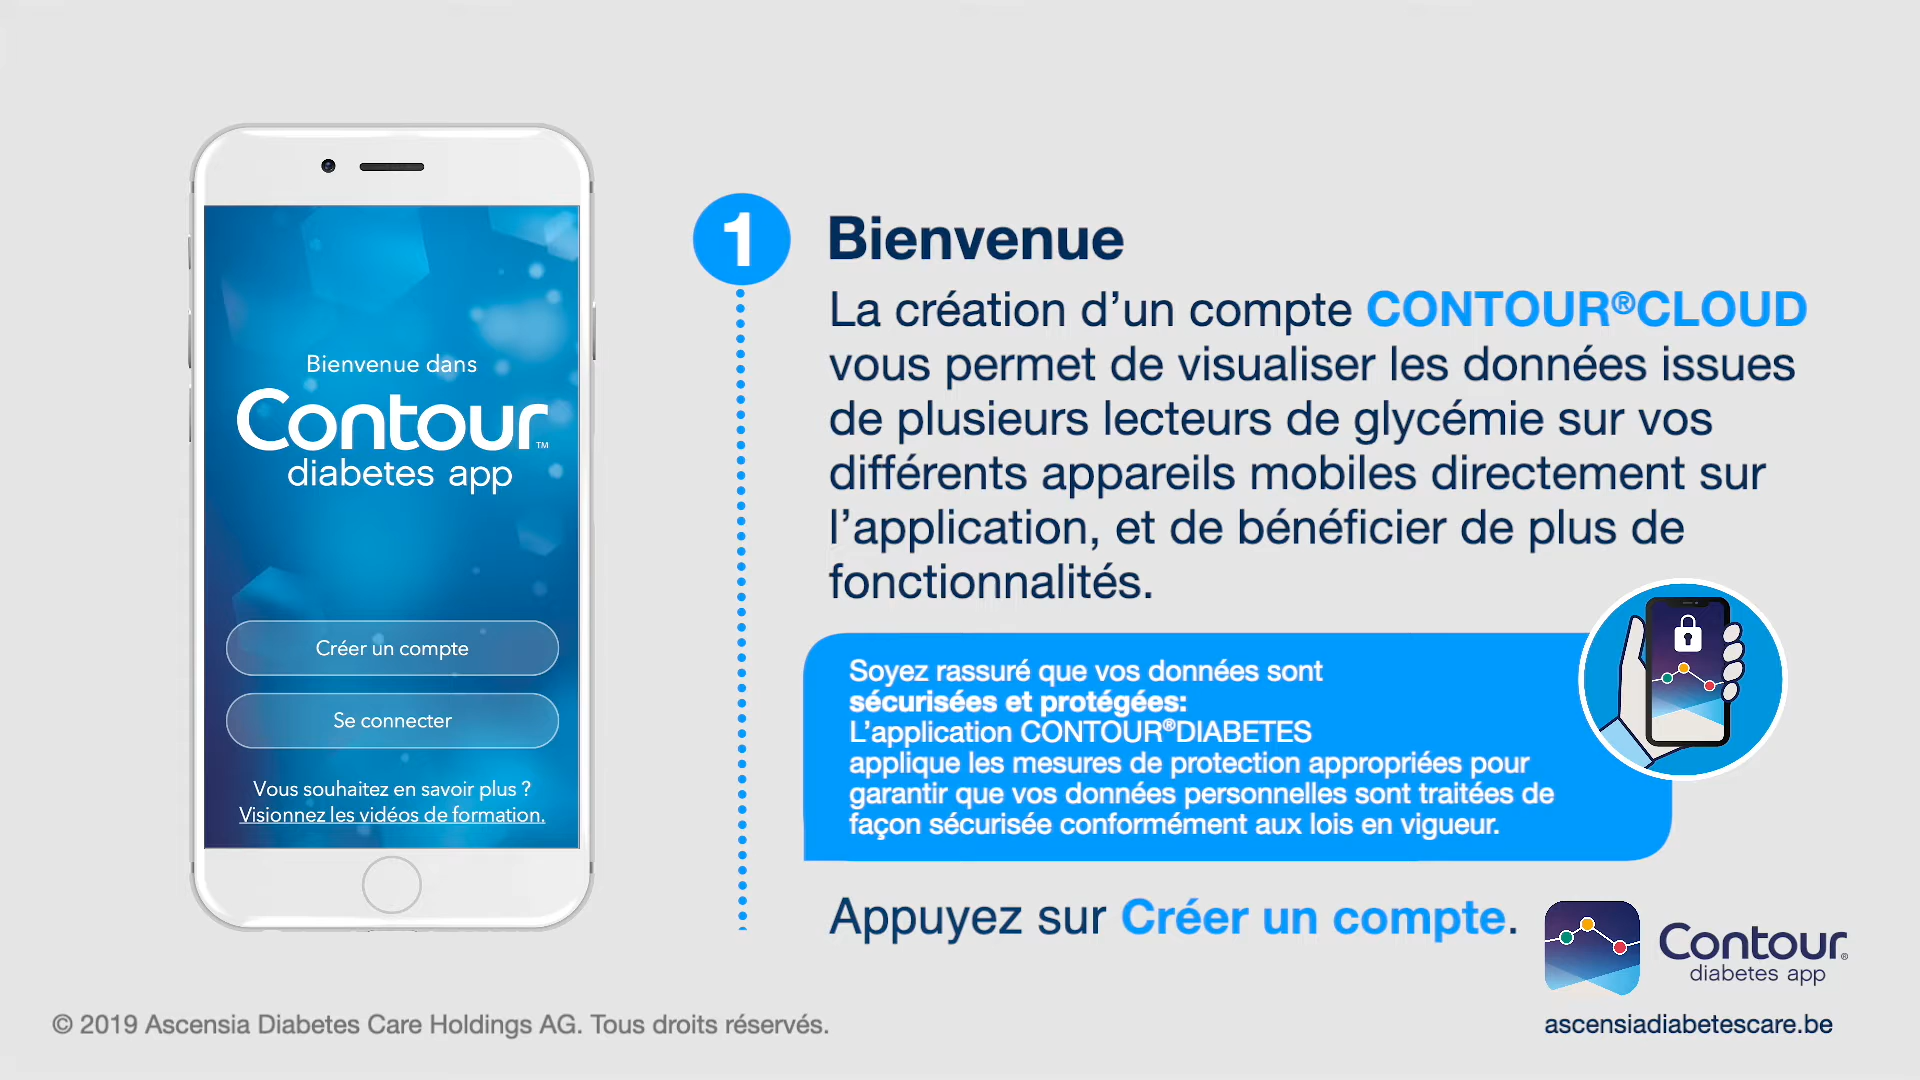 Bienvenue dans
Contour™
diabetes app
Créer un compte
Se connecter
Vous souhaitez en savoir plus ?
Visionnez les vidéos de formation.
1
Bienvenue
La création d’un compte CONTOUR®CLOUD
vous permet de visualiser les données issues
de plusieurs lecteurs de glycémie sur vos
différents appareils mobiles directement sur
l’application, et de bénéficier de plus de
fonctionnalités.
Soyez rassuré que vos données sont
sécurisées et protégées:
L’application CONTOUR®DIABETES
applique les mesures de protection appropriées pour
garantir que vos données personnelles sont traitées de
façon sécurisée conformément aux lois en vigueur.
Appuyez sur Créer un compte.
Contour®
diabetes app
© 2019 Ascensia Diabetes Care Holdings AG. Tous droits réservés.
ascensiadiabetescare.be